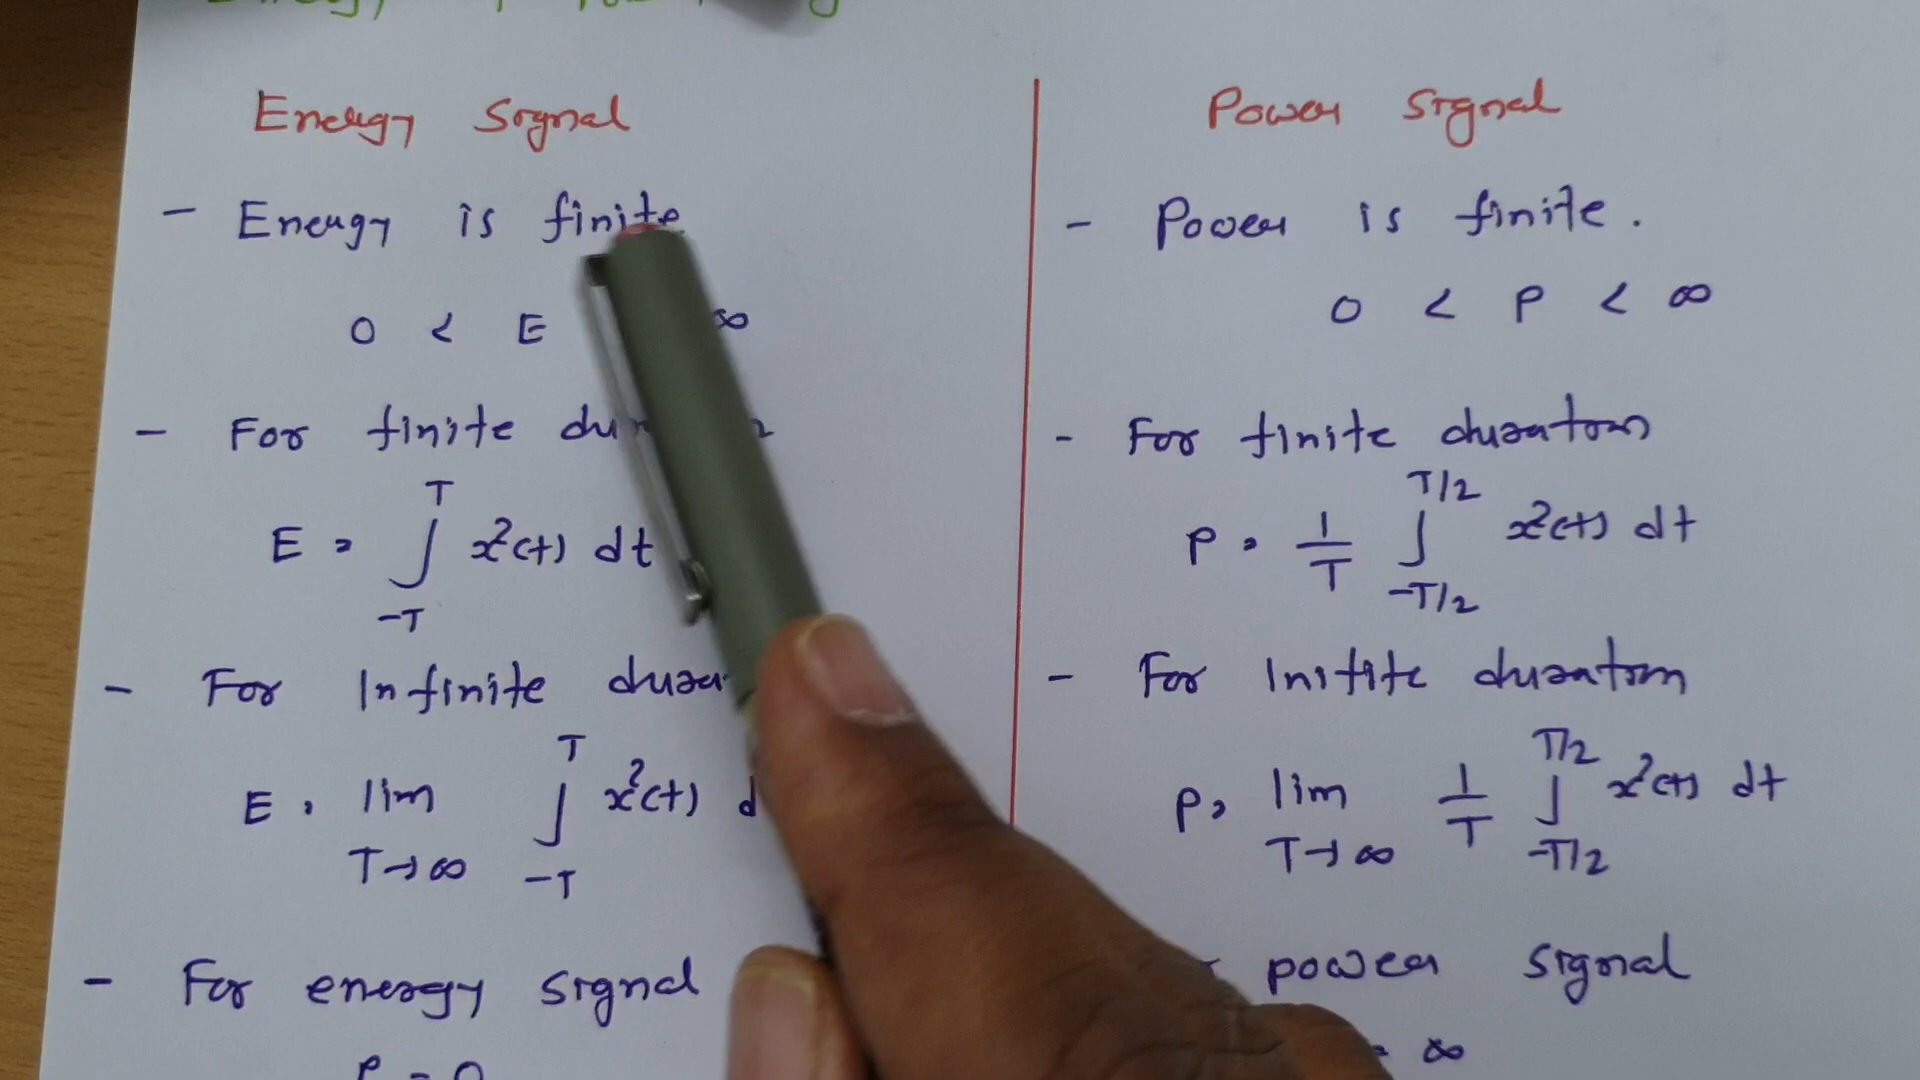 Energy Signal
- Energy is finite
0 < E ∞
- For finite
T
E = ∫ x²(t) dt
-T
- For Infinite
T
E = lim ∫ x²(t) d
T→∞ -T
- For energy signal
P = 0
Power Signal
- Power is finite.
0 < P < ∞
- For finite duration
T/2
P = 1/T ∫ x²(t) dt
-T/2
- For Initite duration
T/2
P = lim 1/T ∫ x²(t) dt
T→∞ -T/2
power signal
= ∞